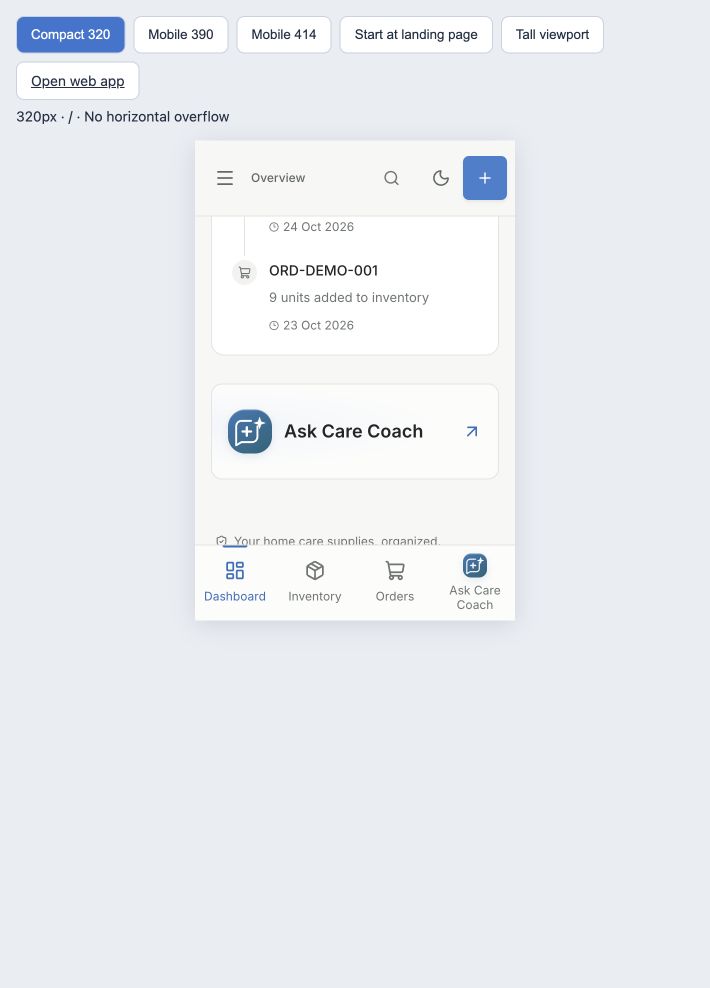 Compact 320
Mobile 390
Mobile 414
Start at landing page
Tall viewport
Open web app
320px · / · No horizontal overflow
Overview
24 Oct 2026
ORD-DEMO-001
9 units added to inventory
23 Oct 2026
Ask Care Coach
Your home care supplies, organized.
Dashboard
Inventory
Orders
Ask Care
Coach